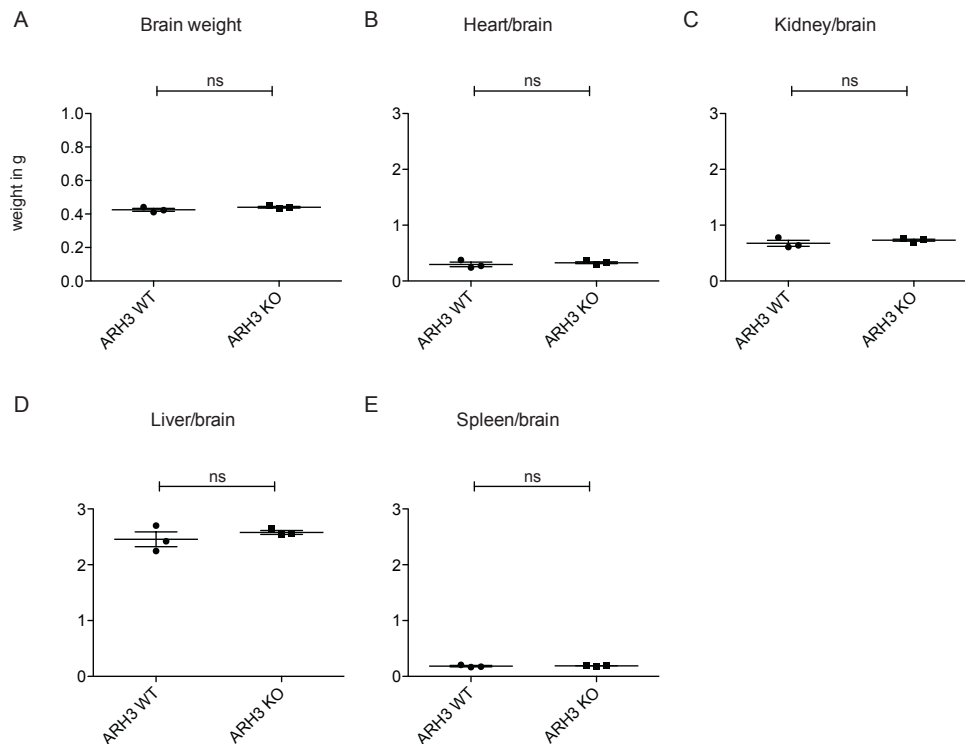 A
Brain weight
ns
weight in g
1.0
0.8
0.6
0.4
0.2
0.0
ARH3 WT
ARH3 KO
B
Heart/brain
ns
3
2
1
0
ARH3 WT
ARH3 KO
C
Kidney/brain
ns
3
2
1
0
ARH3 WT
ARH3 KO
D
Liver/brain
ns
3
2
1
0
ARH3 WT
ARH3 KO
E
Spleen/brain
ns
3
2
1
0
ARH3 WT
ARH3 KO